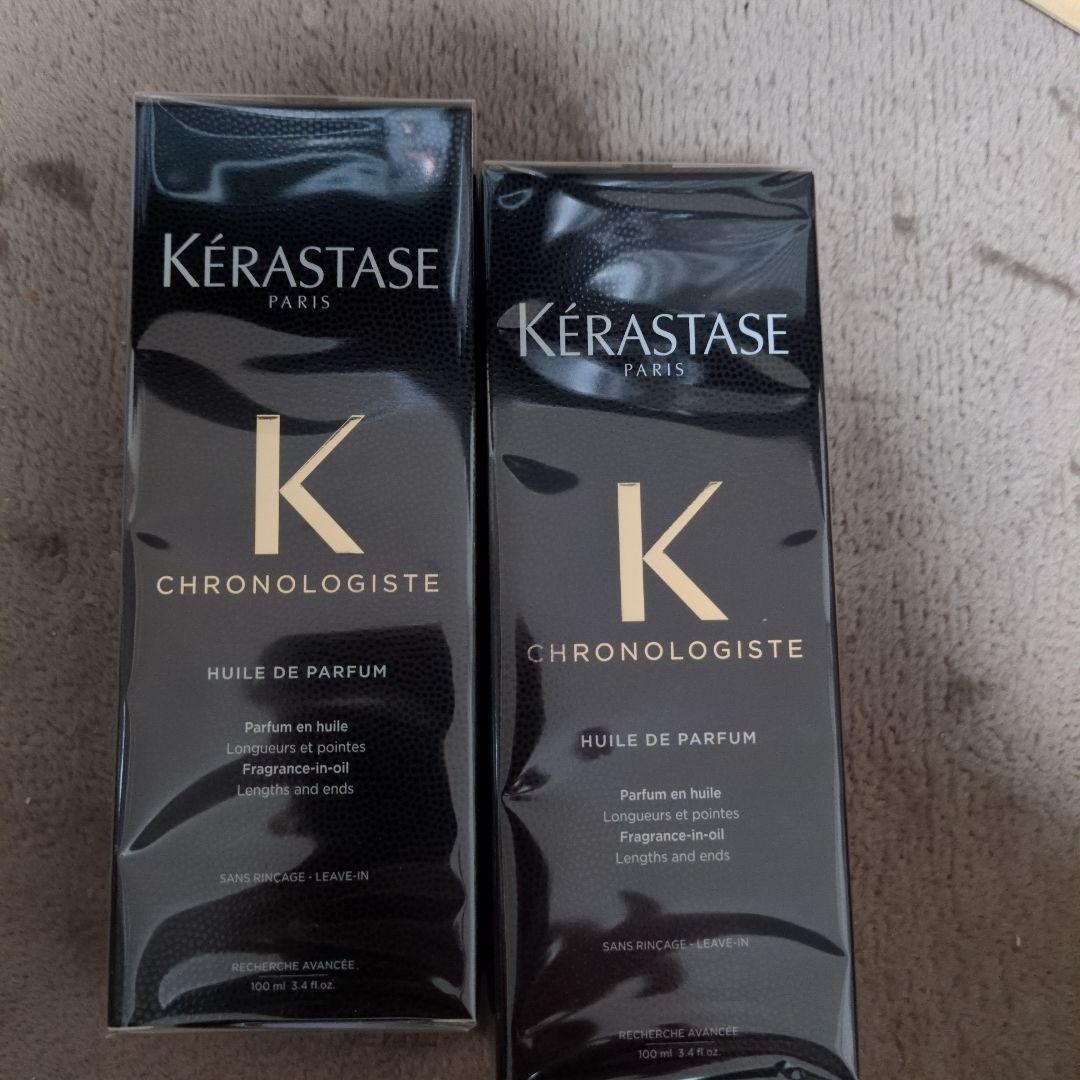 KÉRASTASE
PARIS
K
CHRONOLOGISTE
HUILE DE PARFUM
Parfum en huile
Longueurs et pointes
Fragrance-in-oil
Lengths and ends
SANS RINÇAGE - LEAVE-IN
RECHERCHE AVANCÉE
100 ml 3.4 fl.oz.
KÉRASTASE
PARIS
K
CHRONOLOGISTE
HUILE DE PARFUM
Parfum en huile
Longueurs et pointes
Fragrance-in-oil
Lengths and ends
SANS RINÇAGE - LEAVE-IN
RECHERCHE AVANCÉE
100 ml 3.4 fl.oz.